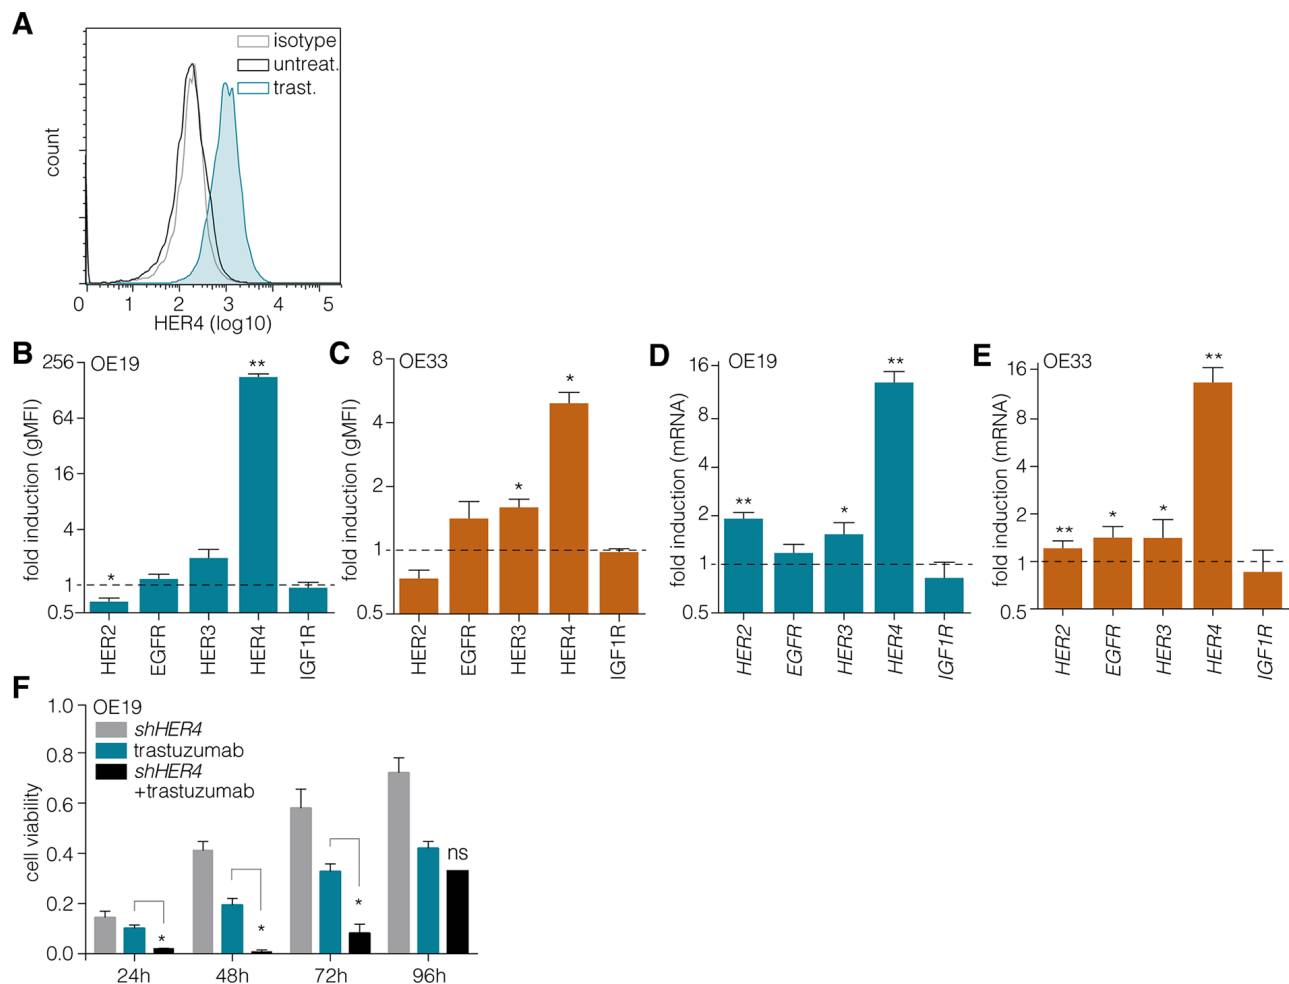 A
isotype
untreat.
trast.
count
0 1 2 3 4 5
HER4 (log10)
B
OE19
256
64
16
4
1
0.5
fold induction (gMFI)
*
**
HER2 EGFR HER3 HER4 IGF1R
C
OE33
8
4
2
1
0.5
fold induction (gMFI)
*
*
HER2 EGFR HER3 HER4 IGF1R
D
OE19
16
8
4
2
1
0.5
fold induction (mRNA)
**
*
**
HER2 EGFR HER3 HER4 IGF1R
E
OE33
16
8
4
2
1
0.5
fold induction (mRNA)
**
*
*
**
HER2 EGFR HER3 HER4 IGF1R
F
OE19
shHER4
trastuzumab
shHER4
+trastuzumab
1.0
0.8
0.6
0.4
0.2
0.0
cell viability
*
*
*
ns
24h 48h 72h 96h